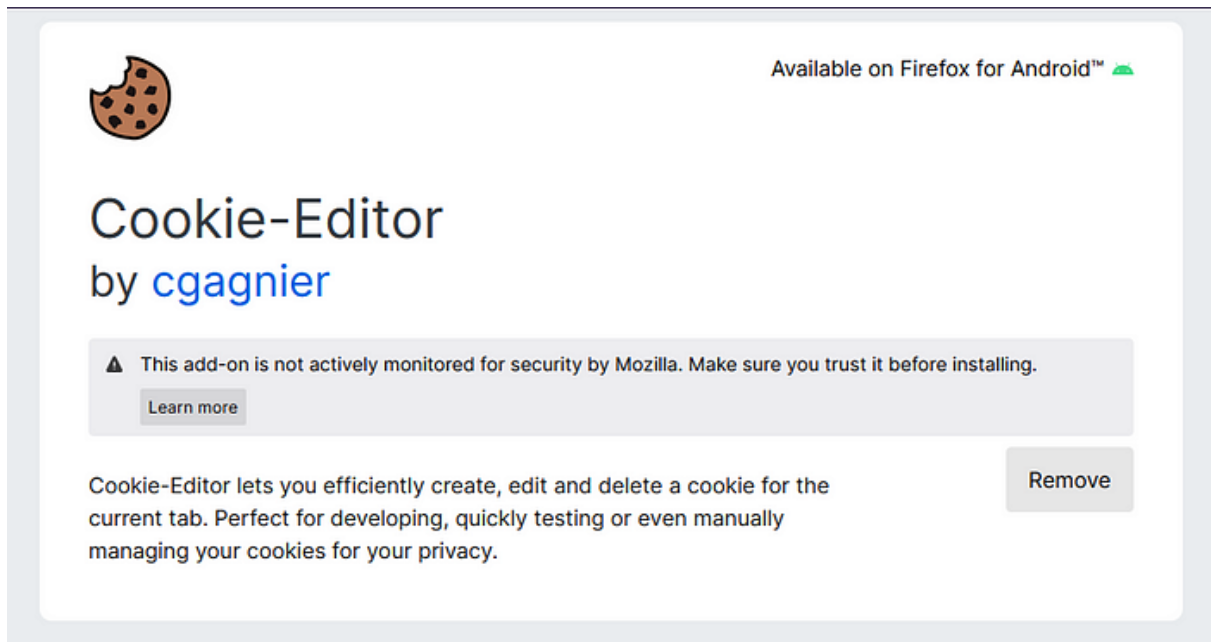 Available on Firefox for Android™
Cookie-Editor
by cgagnier
This add-on is not actively monitored for security by Mozilla. Make sure you trust it before installing.
Learn more
Cookie-Editor lets you efficiently create, edit and delete a cookie for the
current tab. Perfect for developing, quickly testing or even manually
managing your cookies for your privacy.
Remove